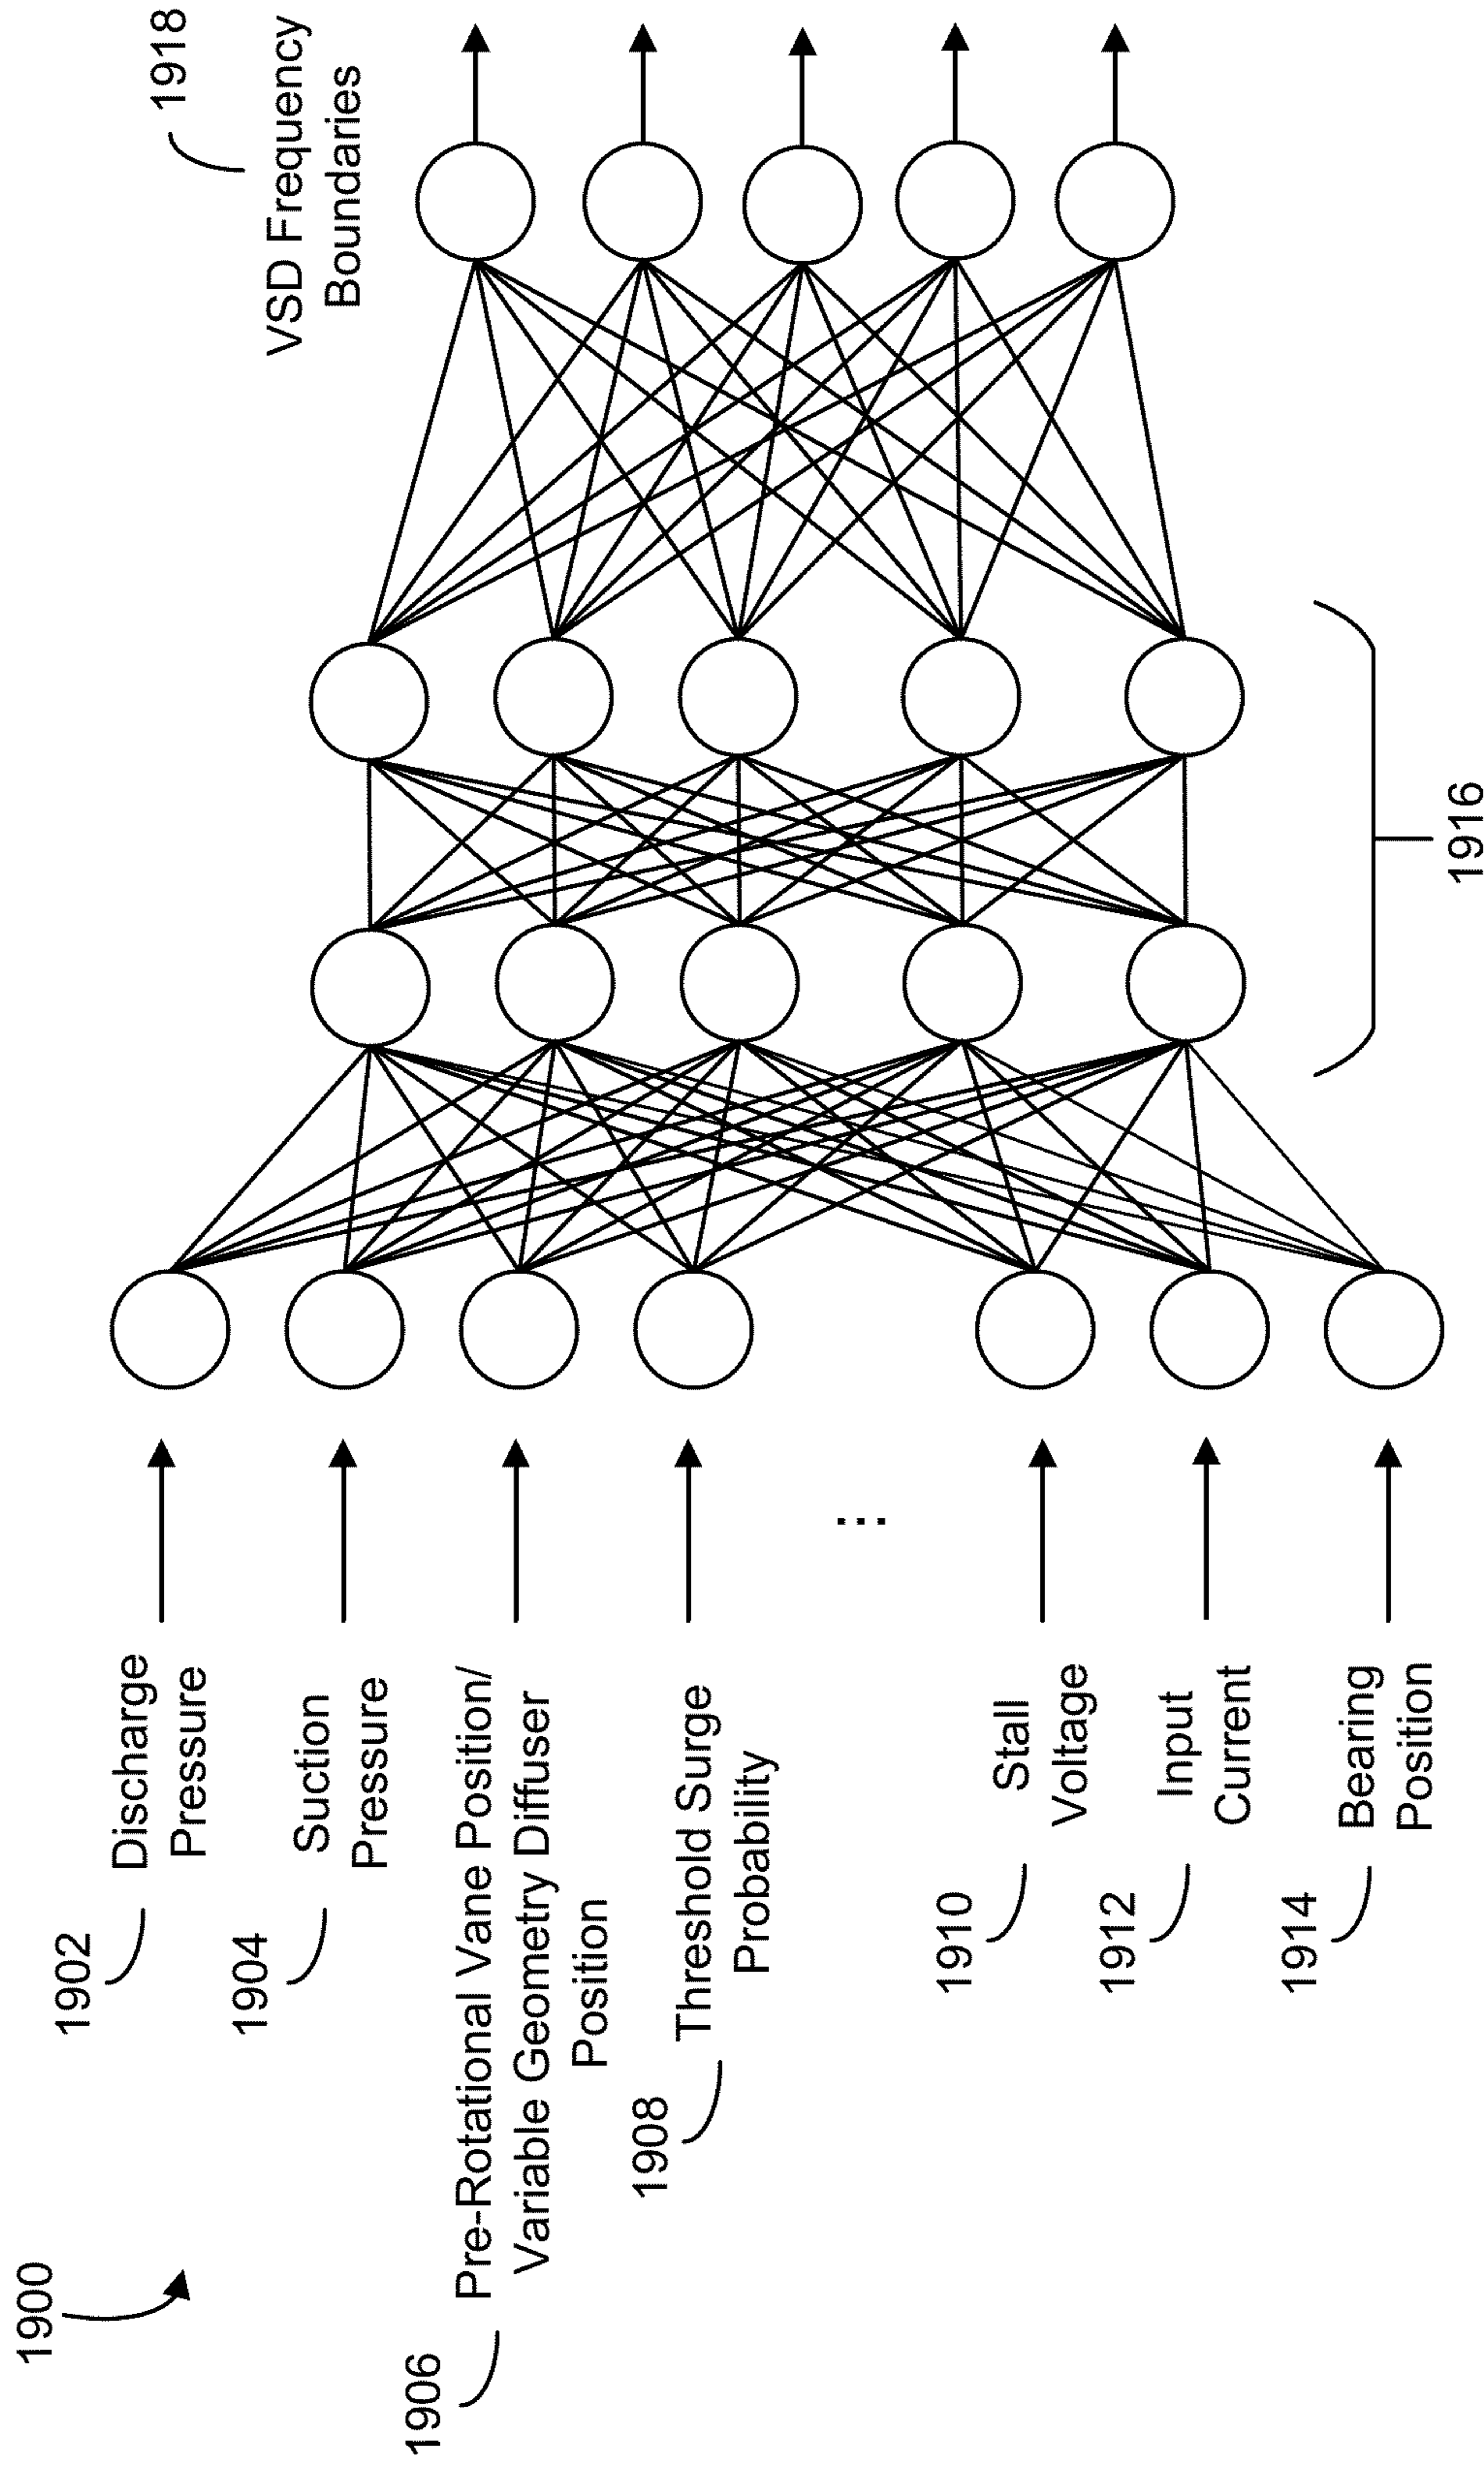 1900
1902
Discharge
Pressure
1904
Suction
Pressure
1906
Pre-Rotational Vane Position/
Variable Geometry Diffuser
Position
1908
Threshold Surge
Probability
...
1910
Stall
Voltage
1912
Input
Current
1914
Bearing
Position
1916
1918
VSD Frequency
Boundaries